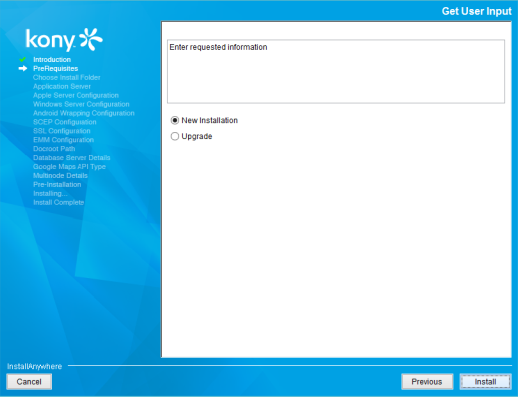 Get User Input
kony
Introduction
PreRequisites
Choose Install Folder
Application Server
Apple Server Configuration
Windows Server Configuration
Android Wrapping Configuration
SCEP Configuration
SSL Configuration
EMM Configuration
Docroot Path
Database Server Details
Google Maps API Type
Multinode Details
Pre-Installation
Installing...
Install Complete
Enter requested information
New Installation
Upgrade
InstallAnywhere
Cancel
Previous
Install